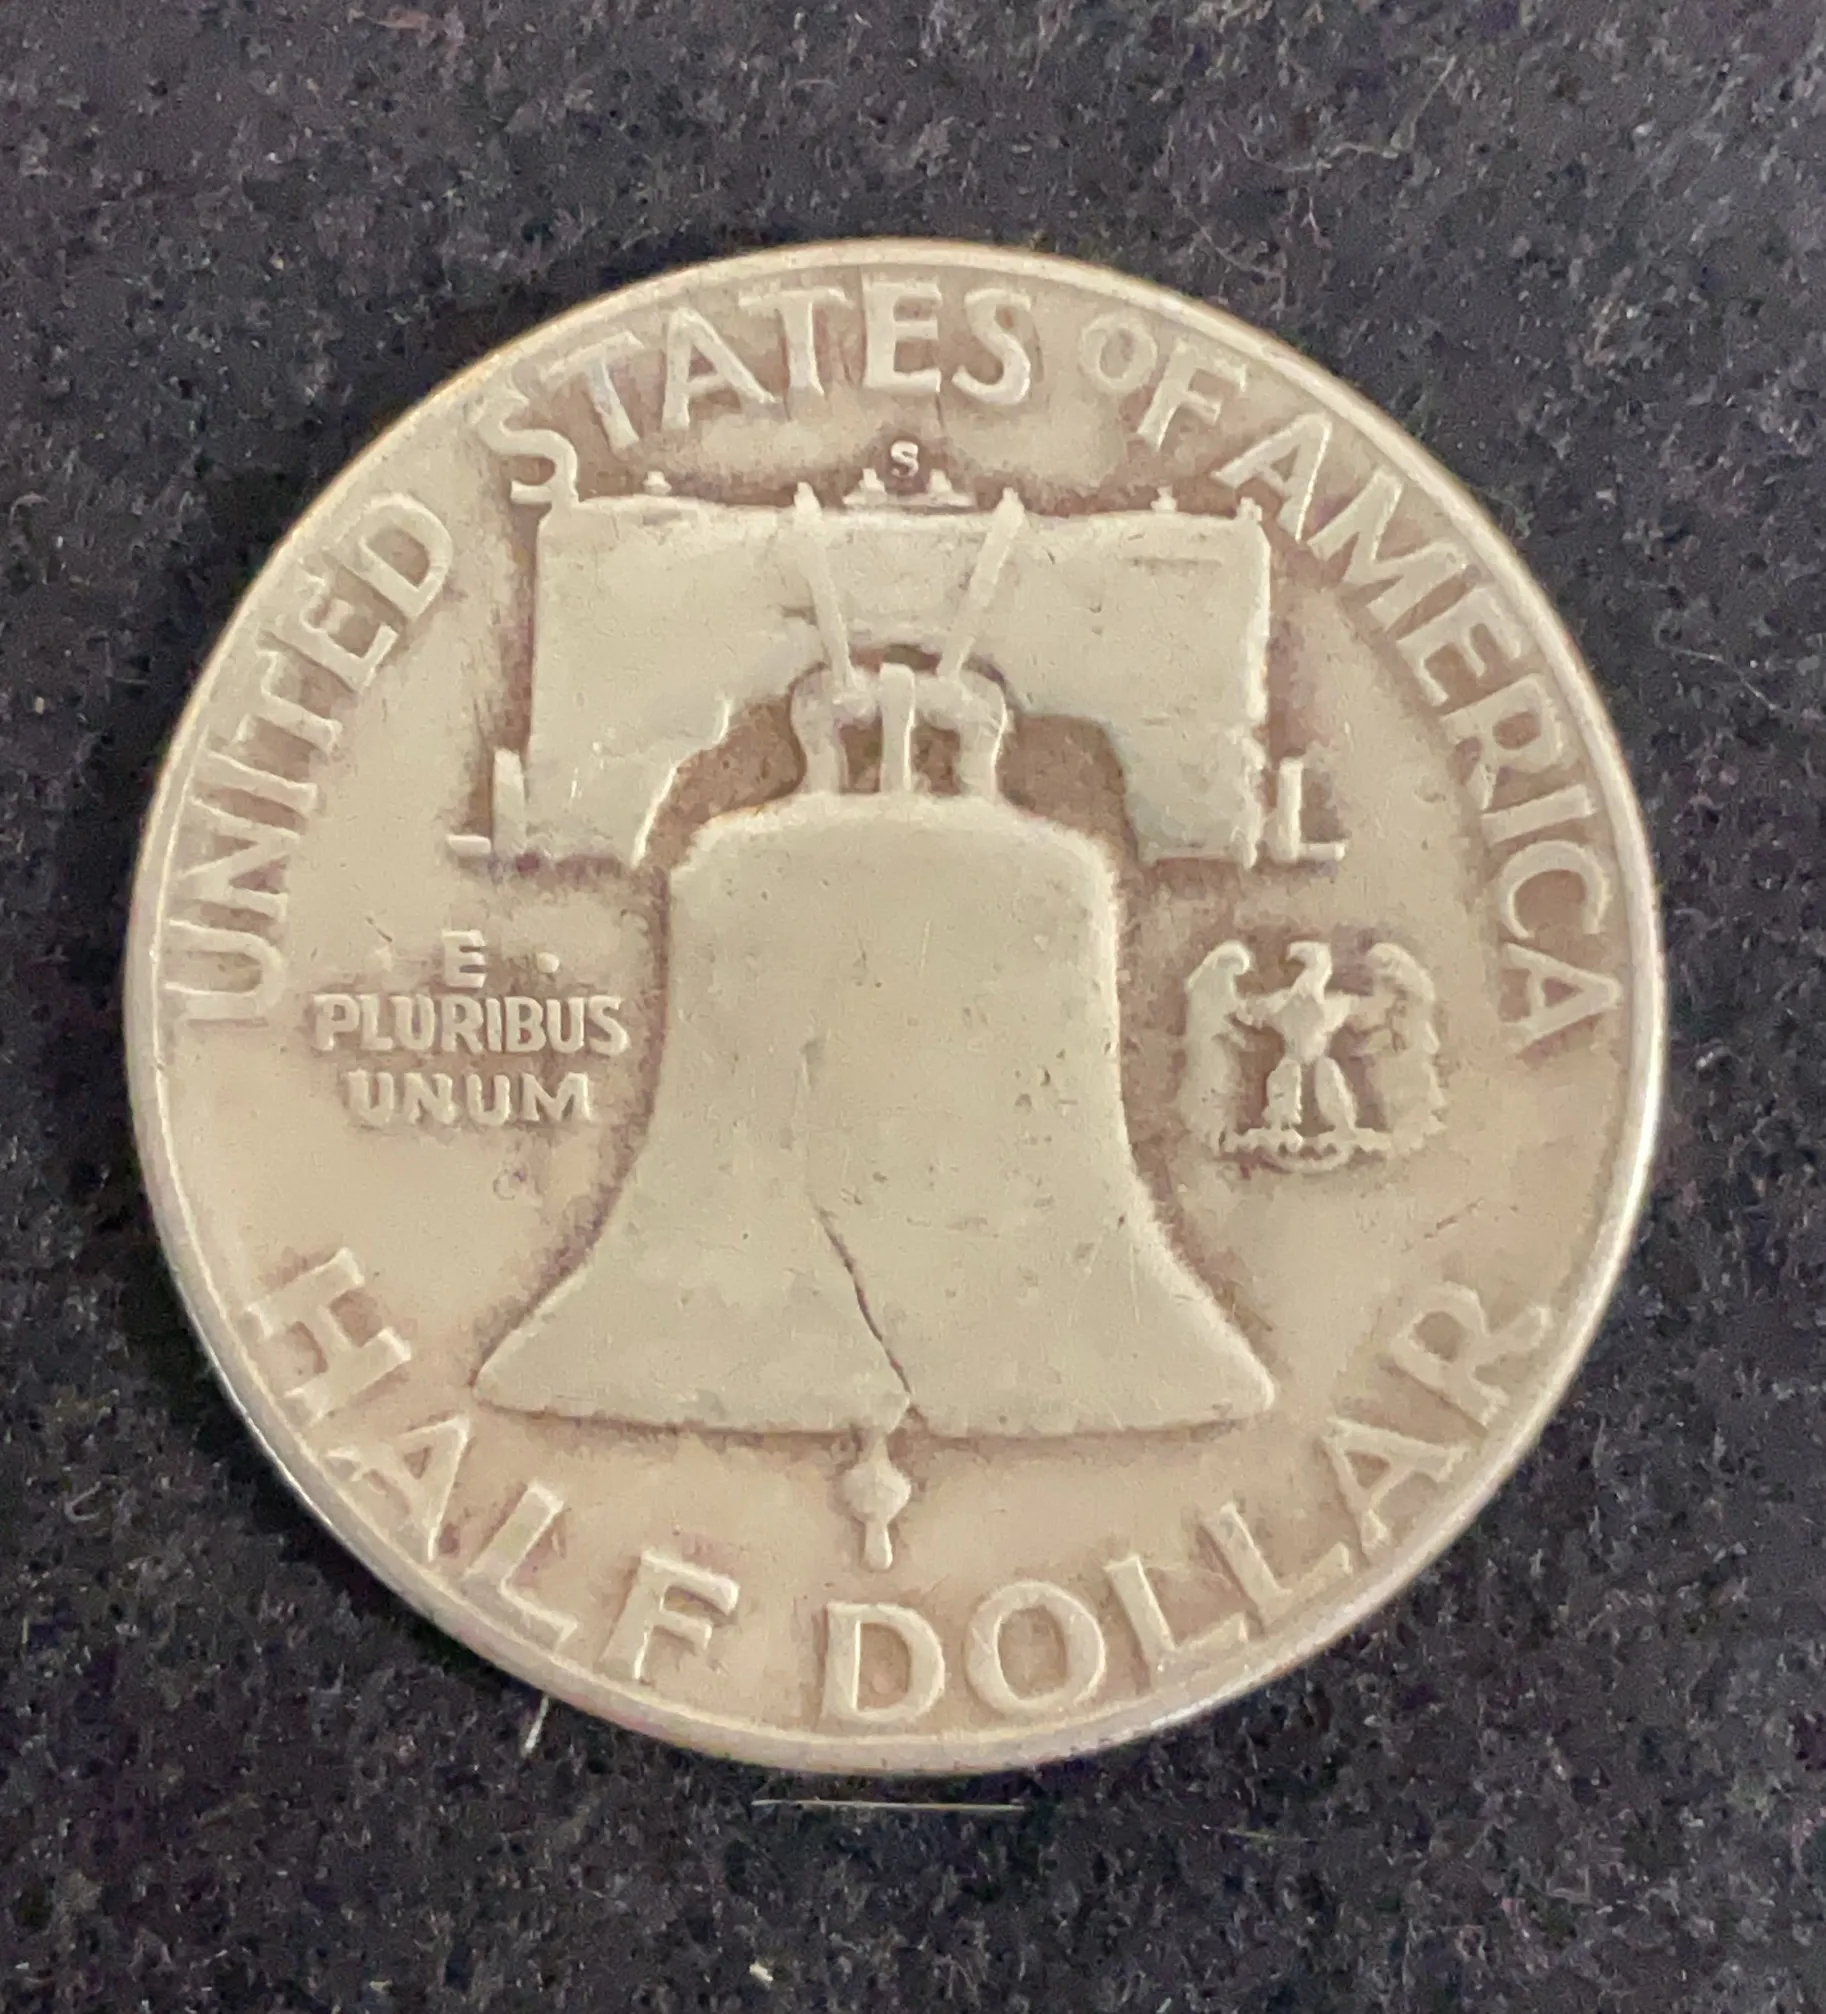 UNITED STATES OF AMERICA
S
E
PLURIBUS
UNUM
HALF DOLLAR